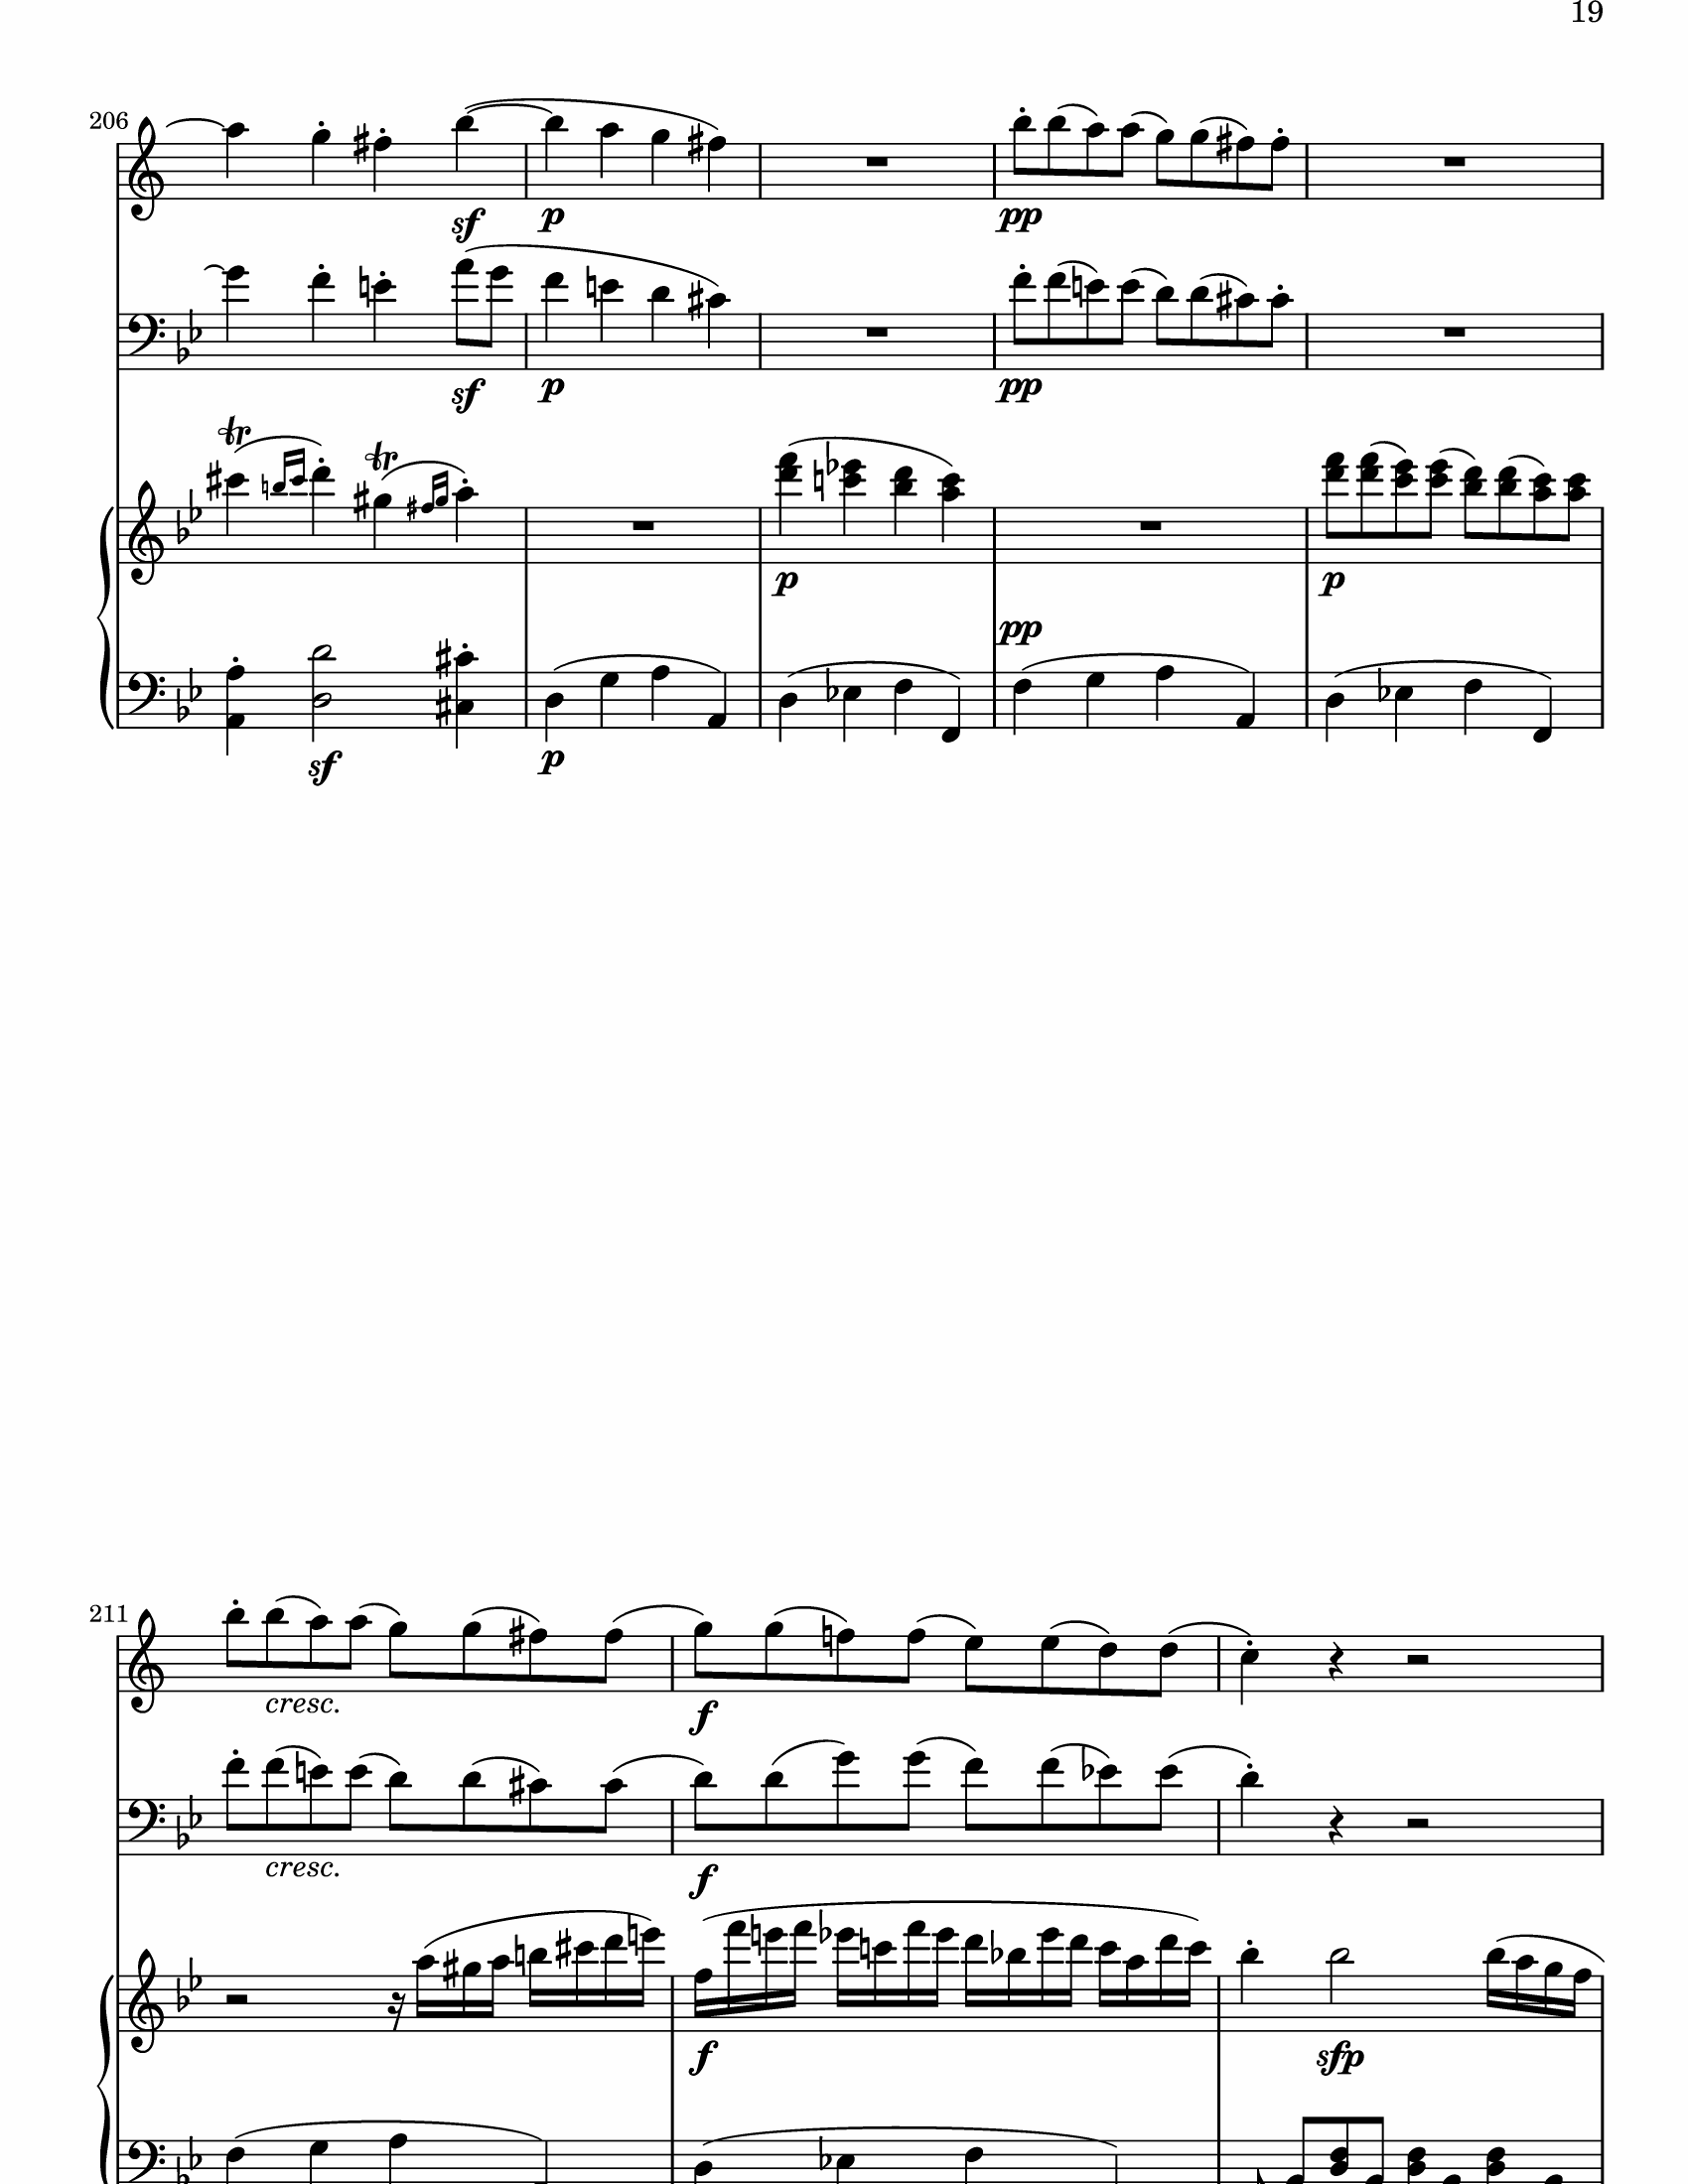 19
206
sf p pp
sf p pp
tr tr
p p
pp
sf p
211
cresc. f
cresc. f
f sfp